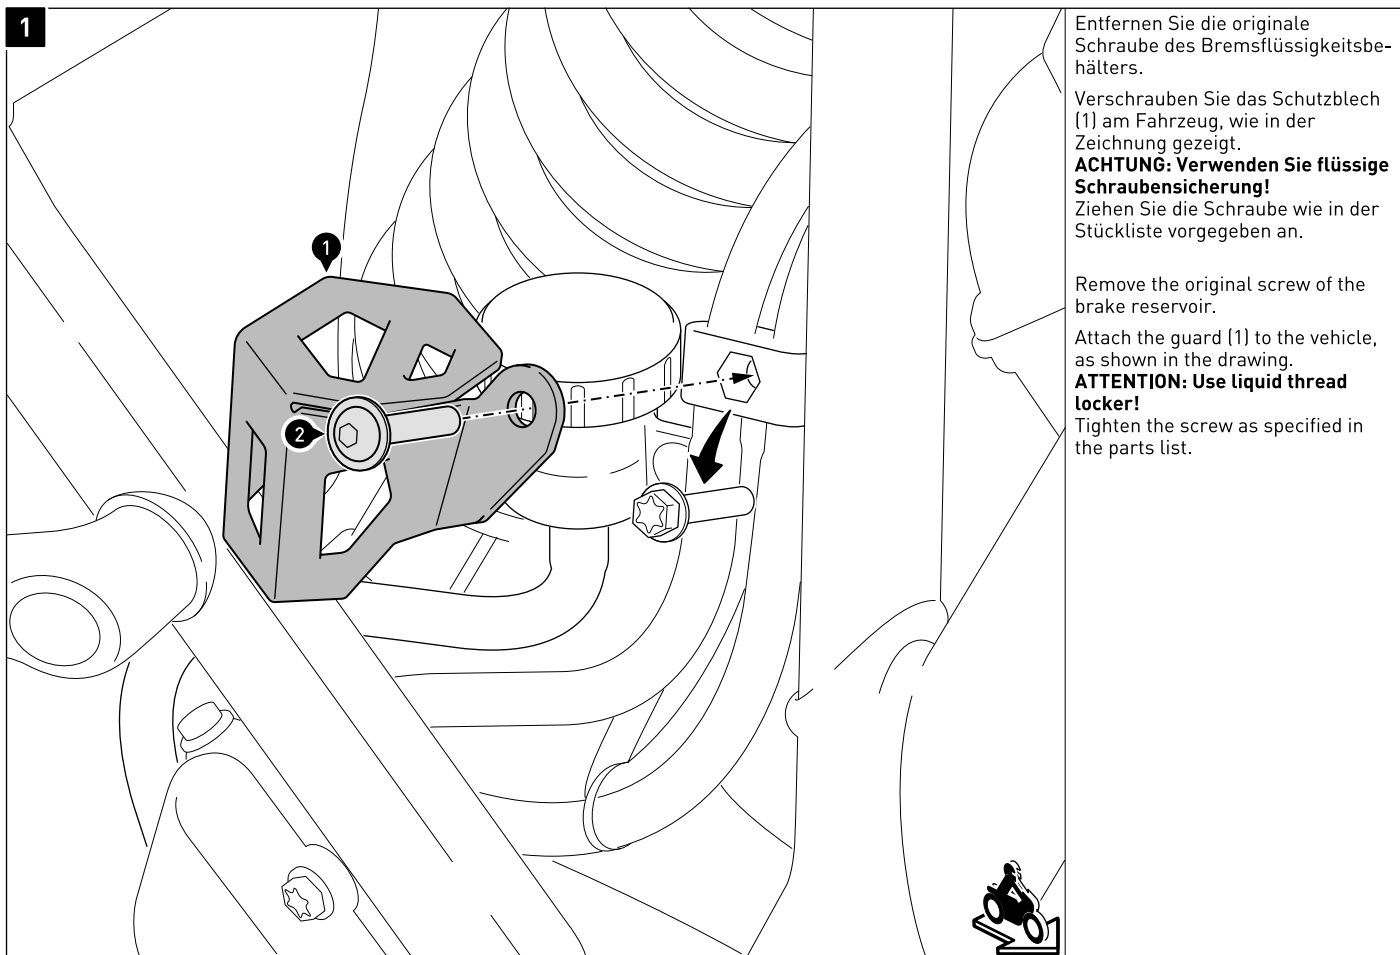 1
Entfernen Sie die originale
Schraube des Bremsflüssigkeitsbe-
hälters.
Verschrauben Sie das Schutzblech
(1) am Fahrzeug, wie in der
Zeichnung gezeigt.
ACHTUNG: Verwenden Sie flüssige
Schraubensicherung!
Ziehen Sie die Schraube wie in der
Stückliste vorgegeben an.
Remove the original screw of the
brake reservoir.
Attach the guard (1) to the vehicle,
as shown in the drawing.
ATTENTION: Use liquid thread
locker!
Tighten the screw as specified in
the parts list.
1
2